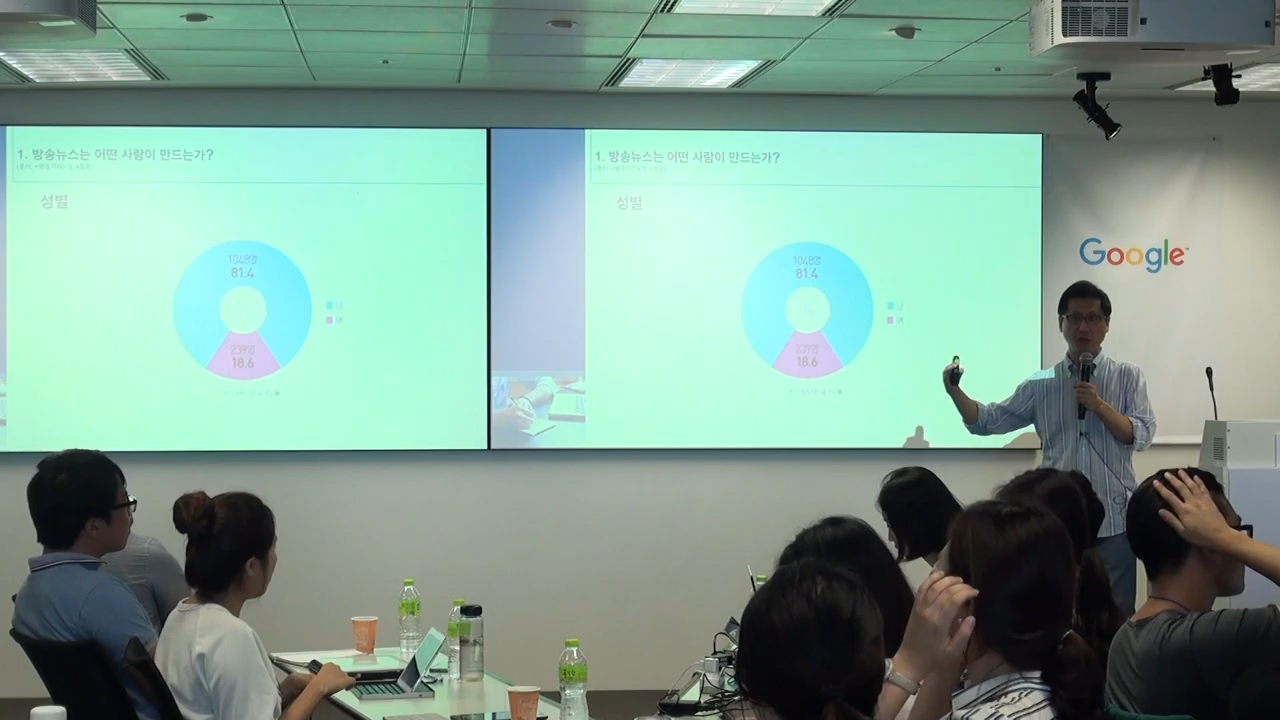 1. 방송뉴스는 어떤 사람이 만드는가?
성별
1048명
81.4
239명
18.6
남
여
1. 방송뉴스는 어떤 사람이 만드는가?
성별
1048명
81.4
239명
18.6
남
여
Google